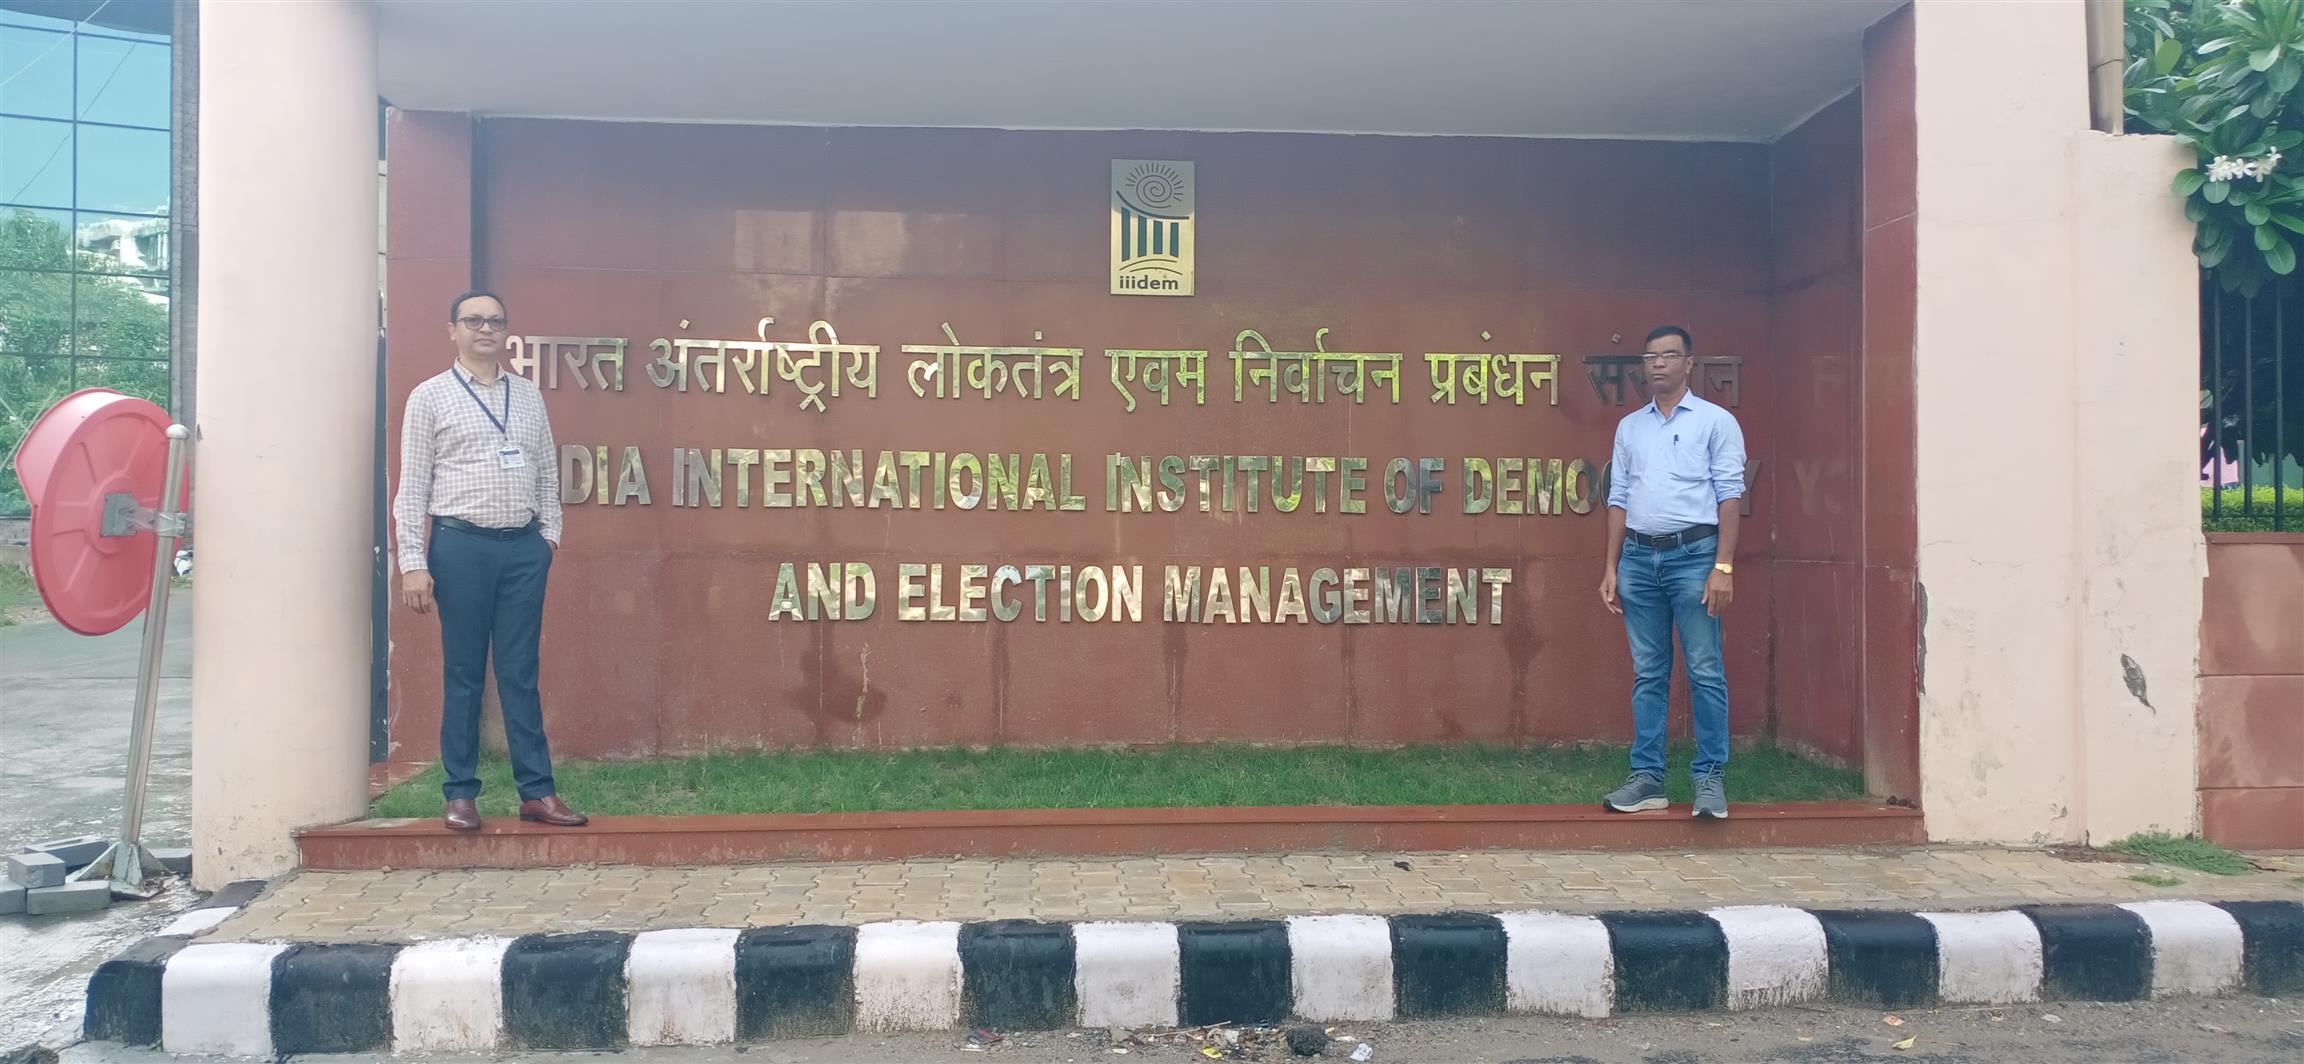 iiidem
भारत अंतर्राष्ट्रीय लोकतंत्र एवम निर्वाचन प्रबंधन
INTERNATIONAL INSTITUTE OF
AND ELECTION MANAGEMENT